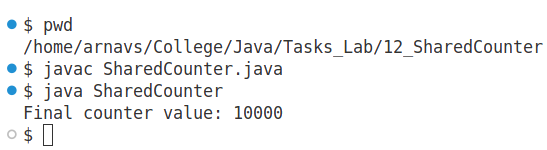 $ pwd
/home/arnavs/College/Java/Tasks_Lab/12_SharedCounter
$ javac SharedCounter.java
$ java SharedCounter
Final counter value: 10000
$